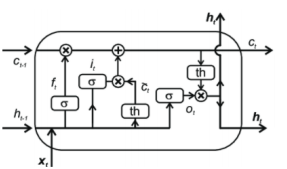 h_t
c_{t-1}
c_t
i_t
f_t
σ
c̃_t
th
σ
σ
th
o_t
h_{t-1}
h_t
x_t